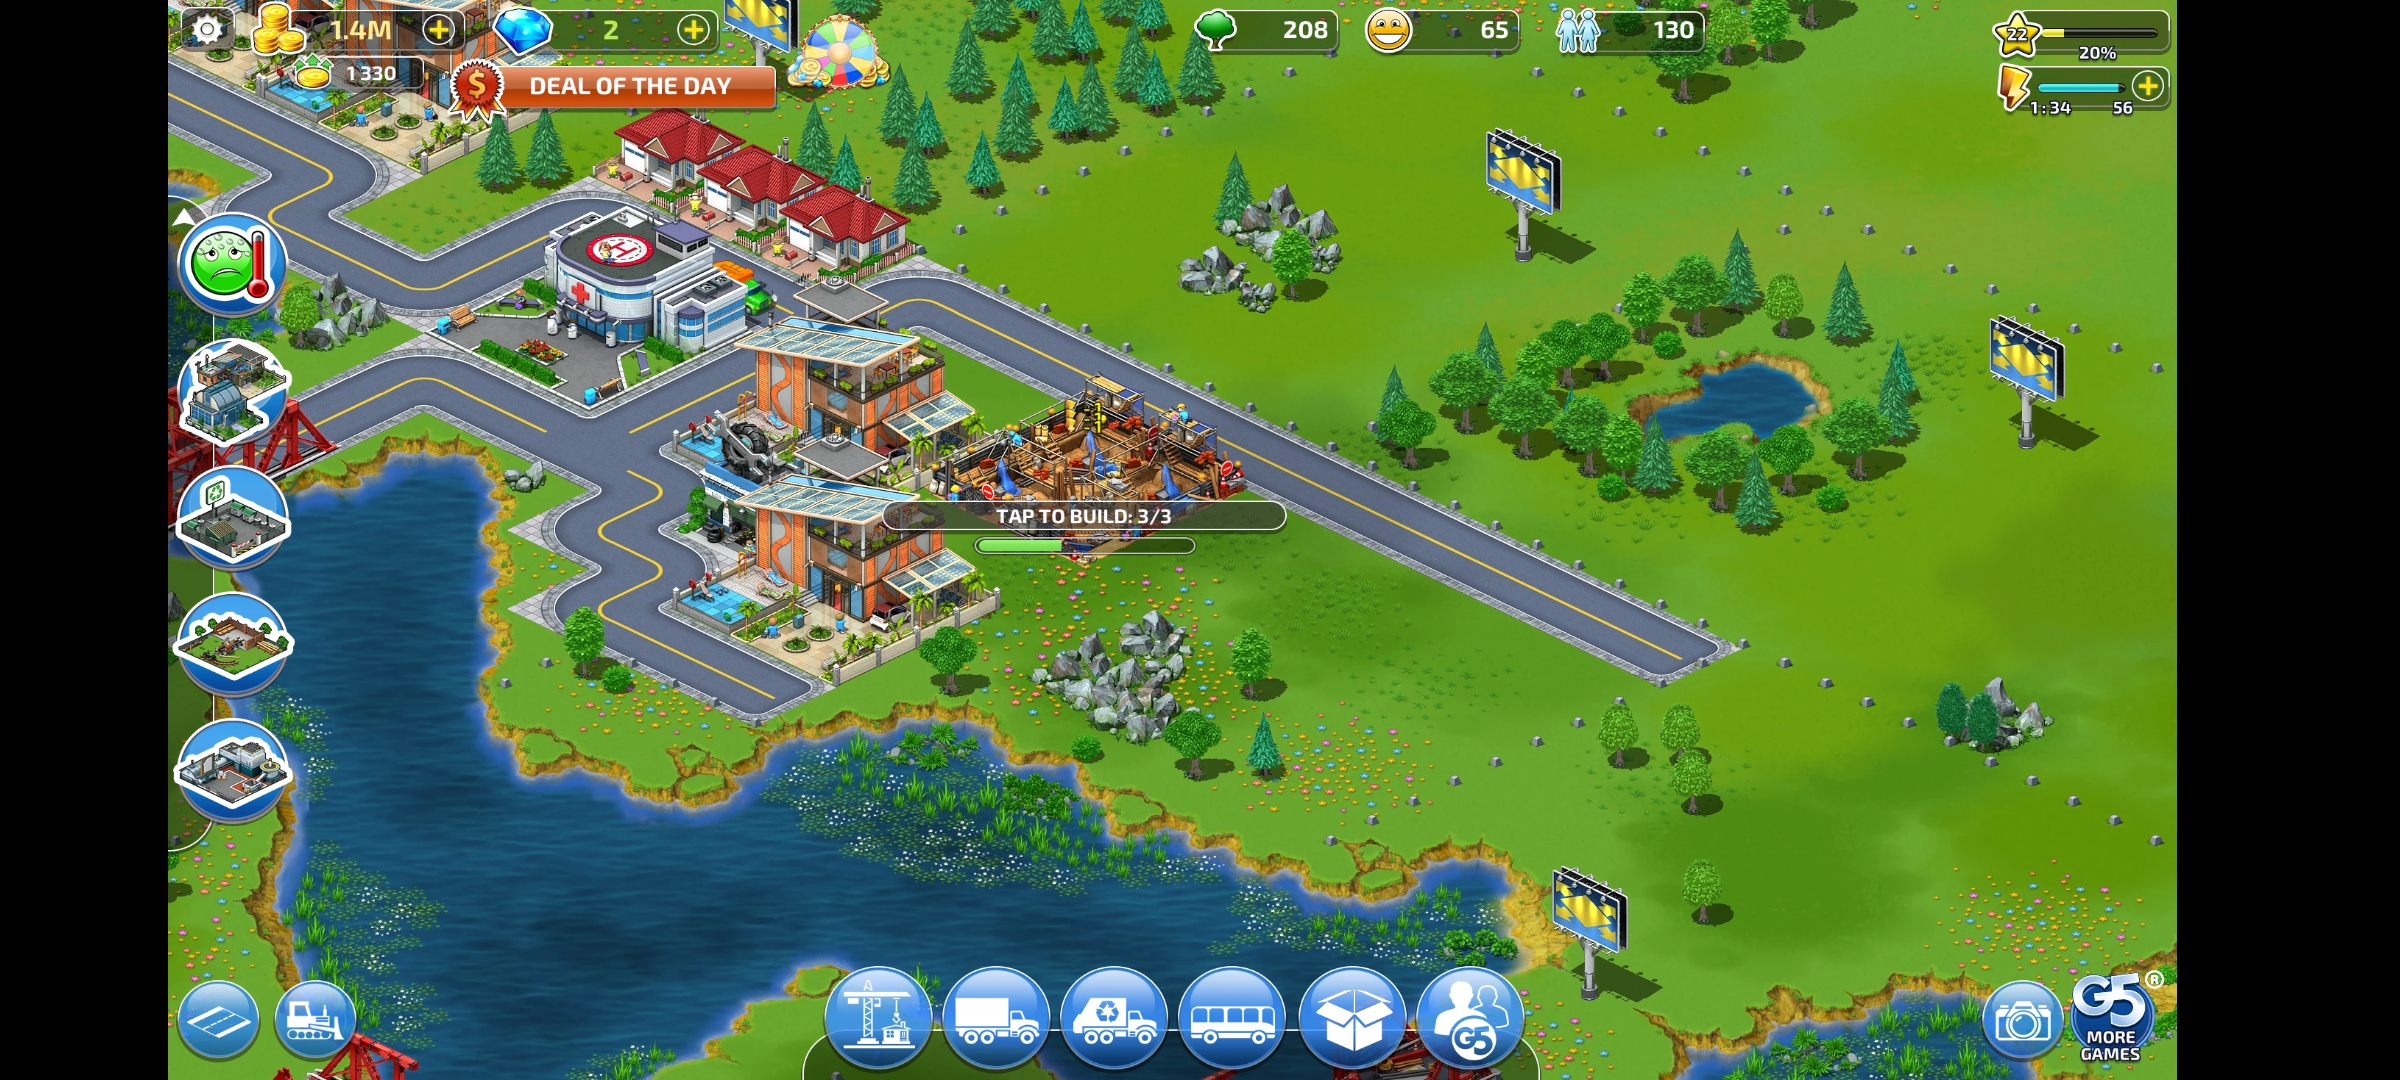 1.4M
2
208
65
130
22
20%
1 330
DEAL OF THE DAY
1:34
56
H
TAP TO BUILD: 3/3
G5
G5 ®
MORE
GAMES